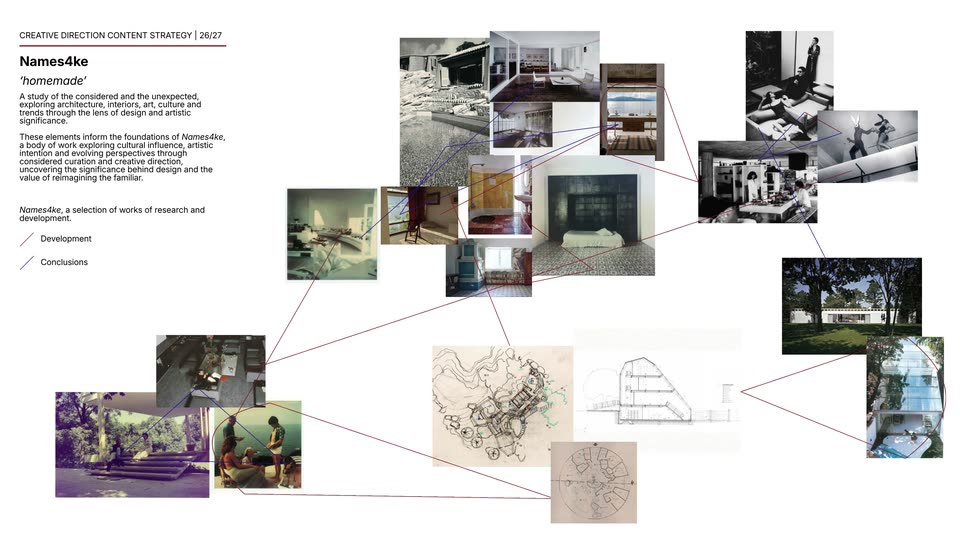 CREATIVE DIRECTION CONTENT STRATEGY | 26/27
Names4ke
'homemade'
A study of the considered and the unexpected,
exploring architecture, interiors, art, culture and
trends through the lens of design and artistic
significance.
These elements inform the foundations of Names4ke,
a body of work exploring cultural influence, artistic
intention and evolving perspectives through
considered curation and creative direction,
uncovering the significance behind design and the
value of reimagining the familiar.
Names4ke, a selection of works of research and
development.
Development
Conclusions